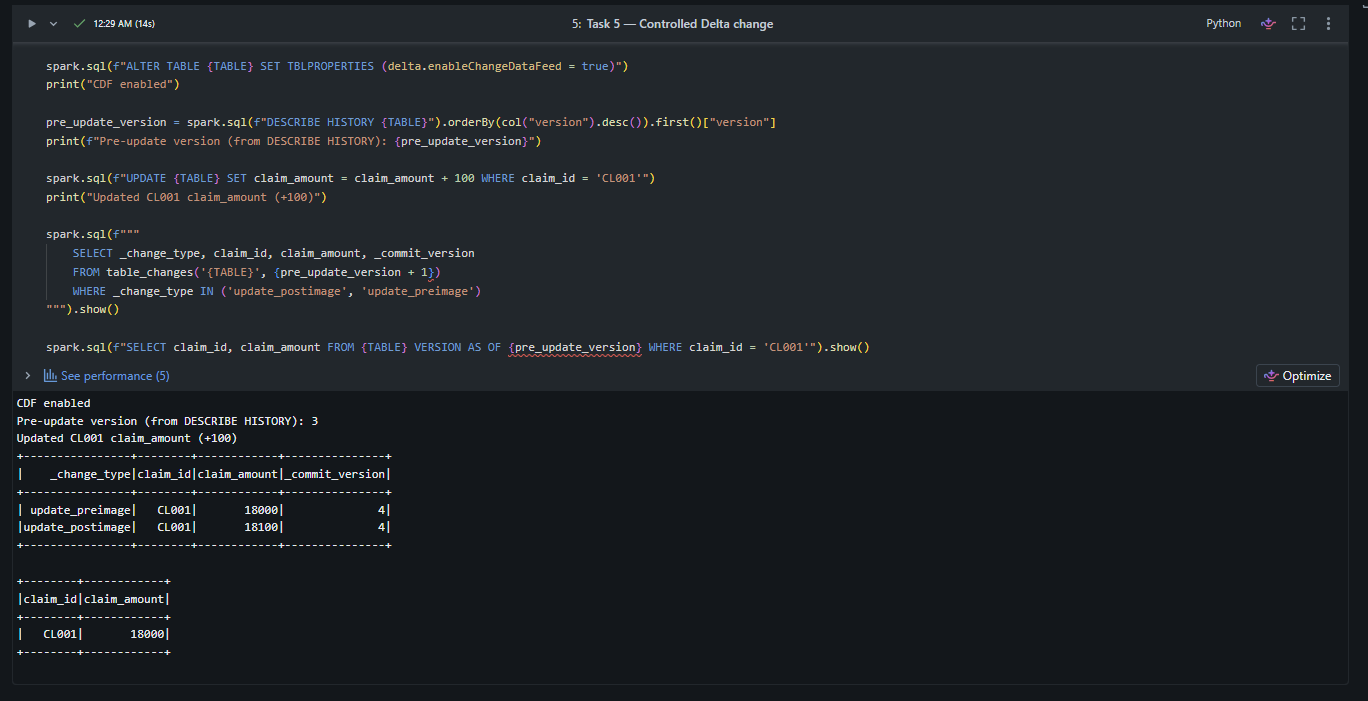 12:29 AM (14s)
5: Task 5 — Controlled Delta change
Python
spark.sql(f"ALTER TABLE {TABLE} SET TBLPROPERTIES (delta.enableChangeDataFeed = true)")
print("CDF enabled")
pre_update_version = spark.sql(f"DESCRIBE HISTORY {TABLE}").orderBy(col("version").desc()).first()["version"]
print(f"Pre-update version (from DESCRIBE HISTORY): {pre_update_version}")
spark.sql(f"UPDATE {TABLE} SET claim_amount = claim_amount + 100 WHERE claim_id = 'CL001'")
print("Updated CL001 claim_amount (+100)")
spark.sql(f"""
    SELECT _change_type, claim_id, claim_amount, _commit_version
    FROM table_changes('{TABLE}', {pre_update_version + 1})
    WHERE _change_type IN ('update_postimage', 'update_preimage')
""").show()
spark.sql(f"SELECT claim_id, claim_amount FROM {TABLE} VERSION AS OF {pre_update_version} WHERE claim_id = 'CL001'").show()
See performance (5)
Optimize
CDF enabled
Pre-update version (from DESCRIBE HISTORY): 3
Updated CL001 claim_amount (+100)
+----------------+--------+------------+---------------+
|    _change_type|claim_id|claim_amount|_commit_version|
+----------------+--------+------------+---------------+
| update_preimage|   CL001|       18000|              4|
|update_postimage|   CL001|       18100|              4|
+----------------+--------+------------+---------------+
+--------+------------+
|claim_id|claim_amount|
+--------+------------+
|   CL001|       18000|
+--------+------------+